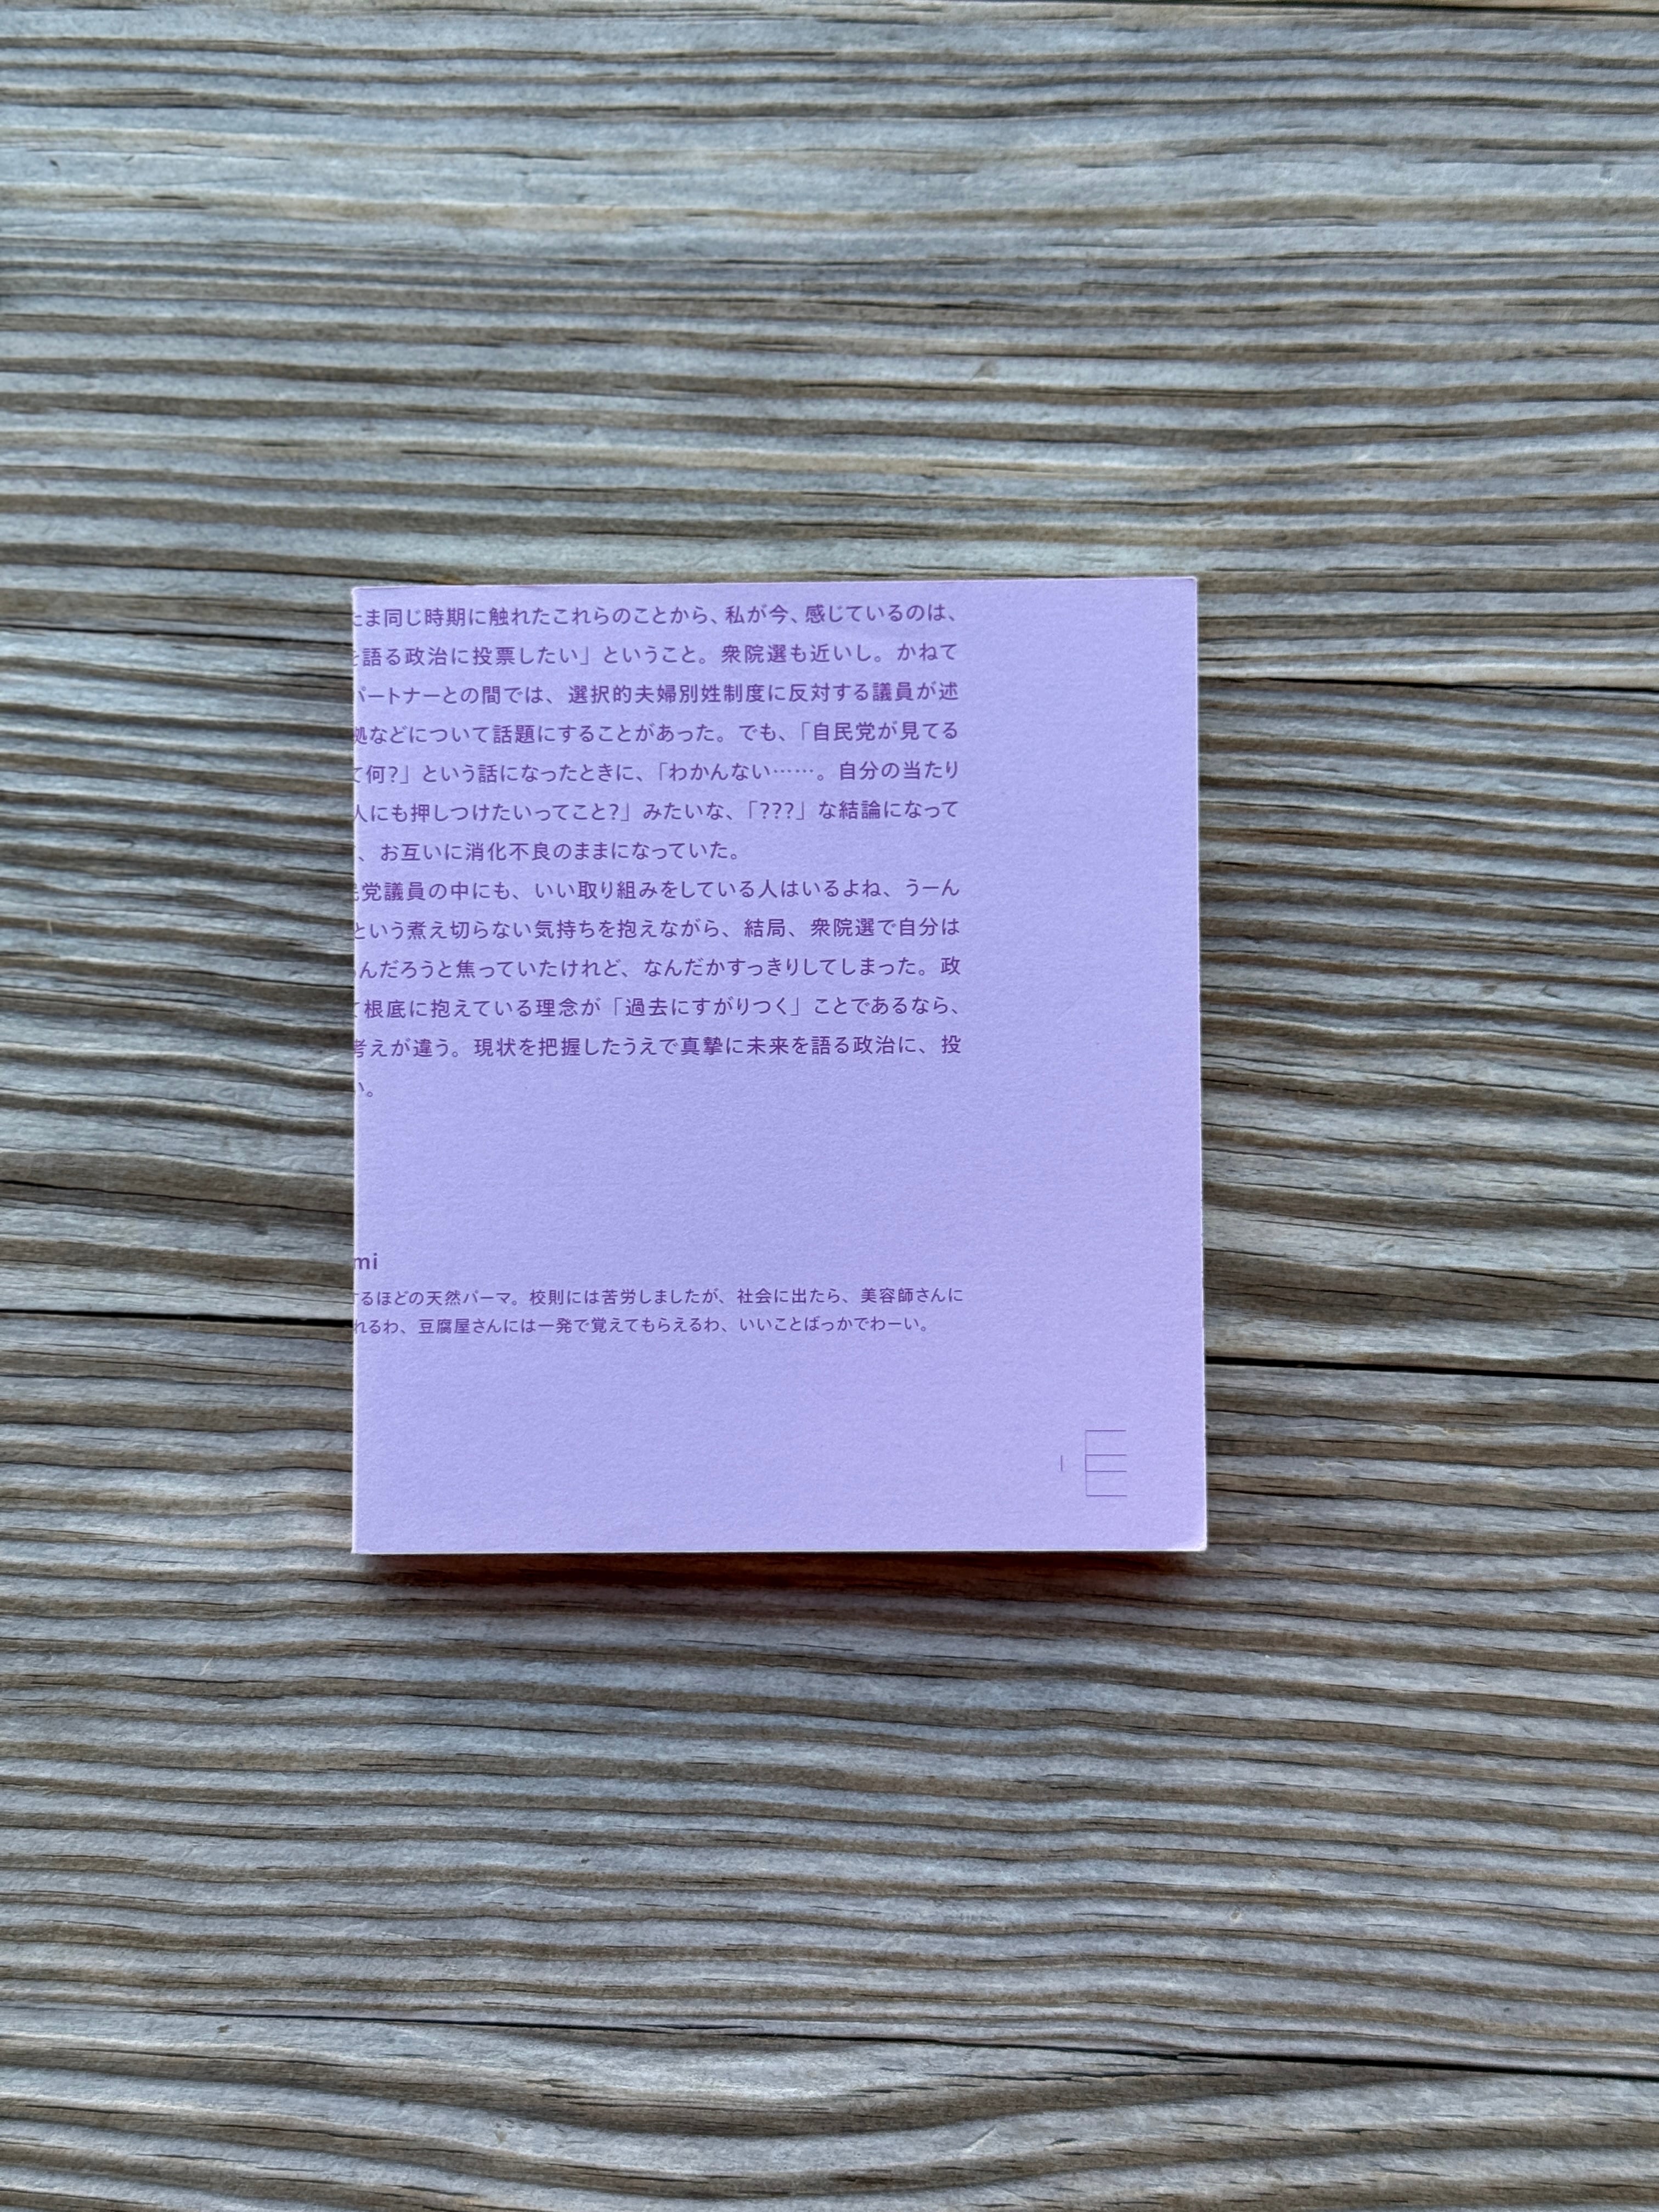 ま同じ時期に触れたこれらのことから、私が今、感じているのは、
語る政治に投票したい」ということ。衆院選も近いし。かねて
パートナーとの間では、選択的夫婦別姓制度に反対する議員が述
拠などについて話題にすることがあった。でも、「自民党が見てる
て何?」という話になったときに、「わかんない……。自分の当たり
人にも押しつけたいってこと?」みたいな、「???」な結論になって
、お互いに消化不良のままになっていた。
民党議員の中にも、いい取り組みをしている人はいるよね、うーん
という煮え切らない気持ちを抱えながら、結局、衆院選で自分は
んだろうと焦っていたけれど、なんだかすっきりしてしまった。政
て根底に抱えている理念が「過去にすがりつく」ことであるなら、
考えが違う。現状を把握したうえで真摯に未来を語る政治に、投
い。
mi
するほどの天然パーマ。校則には苦労しましたが、社会に出たら、美容師さんに
れるわ、豆腐屋さんには一発で覚えてもらえるわ、いいことばっかでわーい。